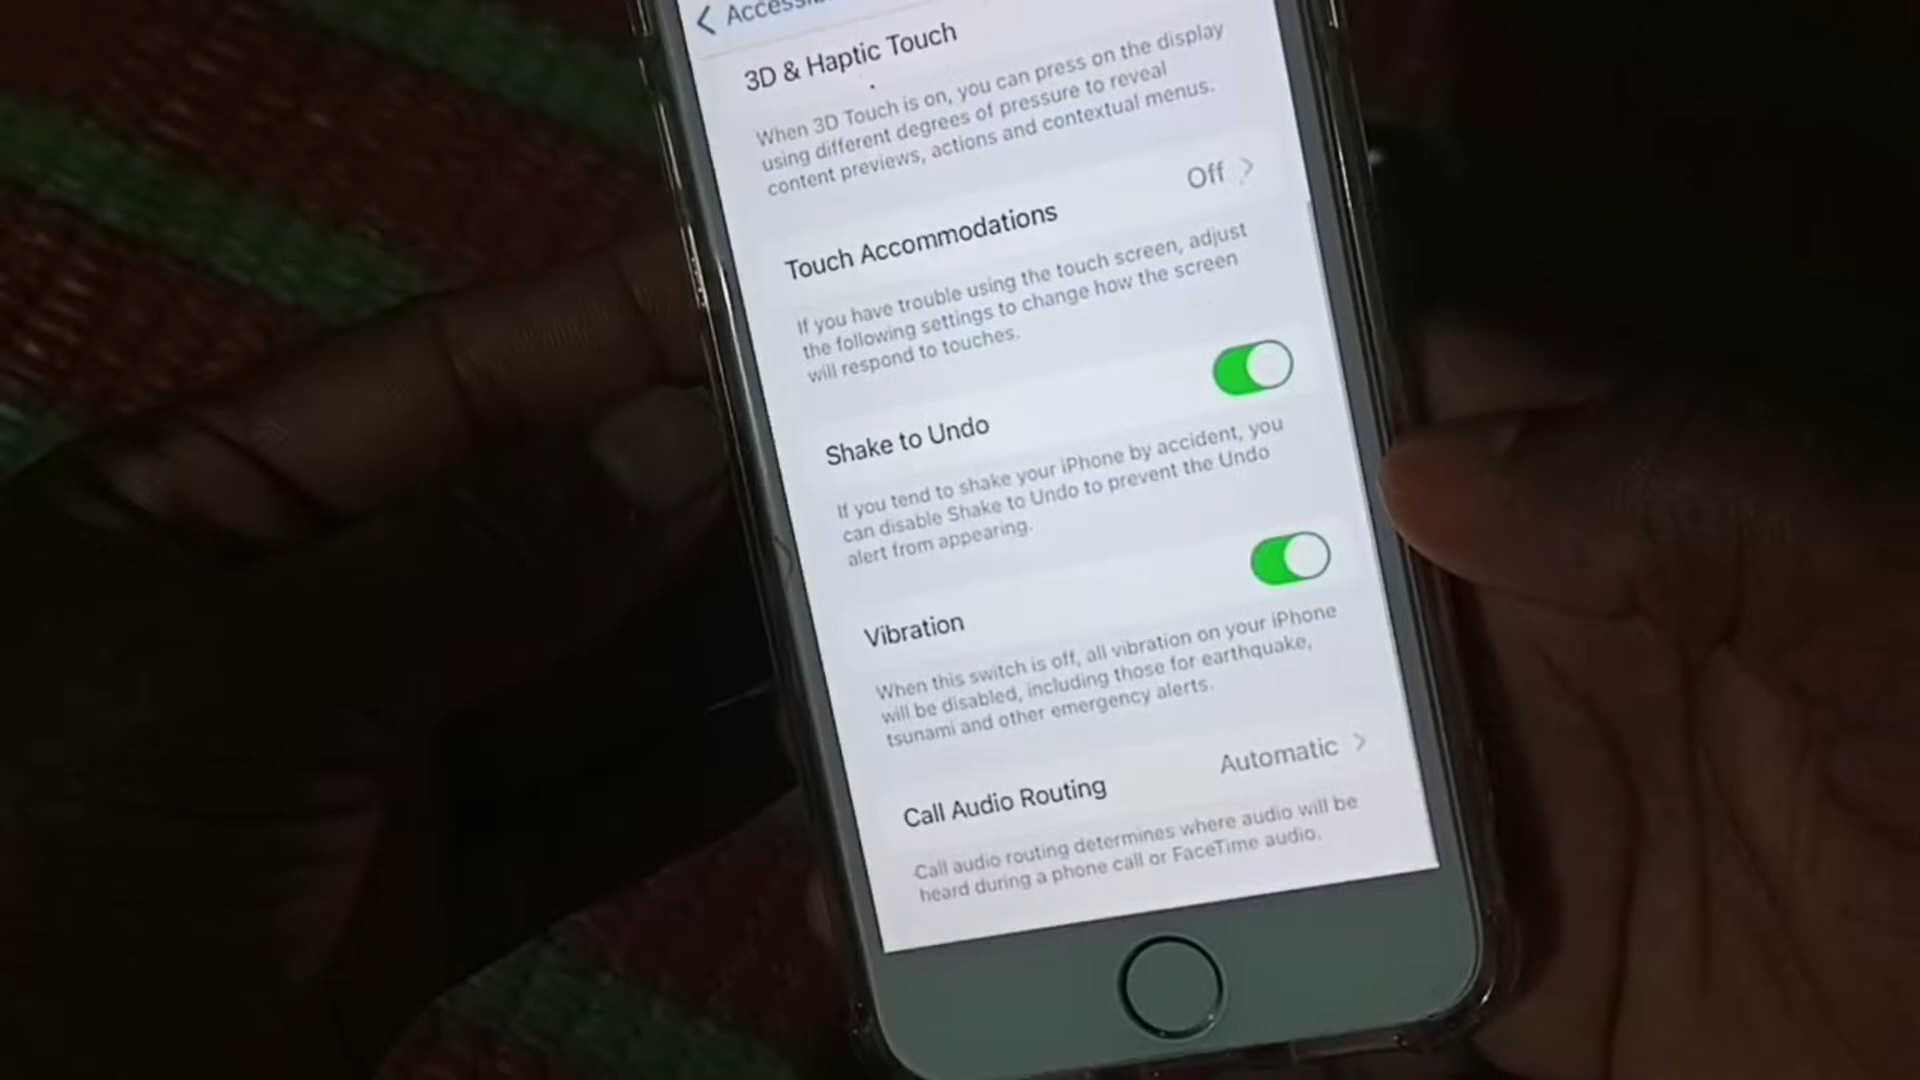 3D & Haptic Touch
When 3D Touch is on, you can press on the display
using different degrees of pressure to reveal
content previews, actions and contextual menus.
Touch Accommodations Off
If you have trouble using the touch screen, adjust
the following settings to change how the screen
will respond to touches.
Shake to Undo
If you tend to shake your iPhone by accident, you
can disable Shake to Undo to prevent the Undo
alert from appearing.
Vibration
When this switch is off, all vibration on your iPhone
will be disabled, including those for earthquake,
tsunami and other emergency alerts.
Call Audio Routing Automatic
Call audio routing determines where audio will be
heard during a phone call or FaceTime audio.